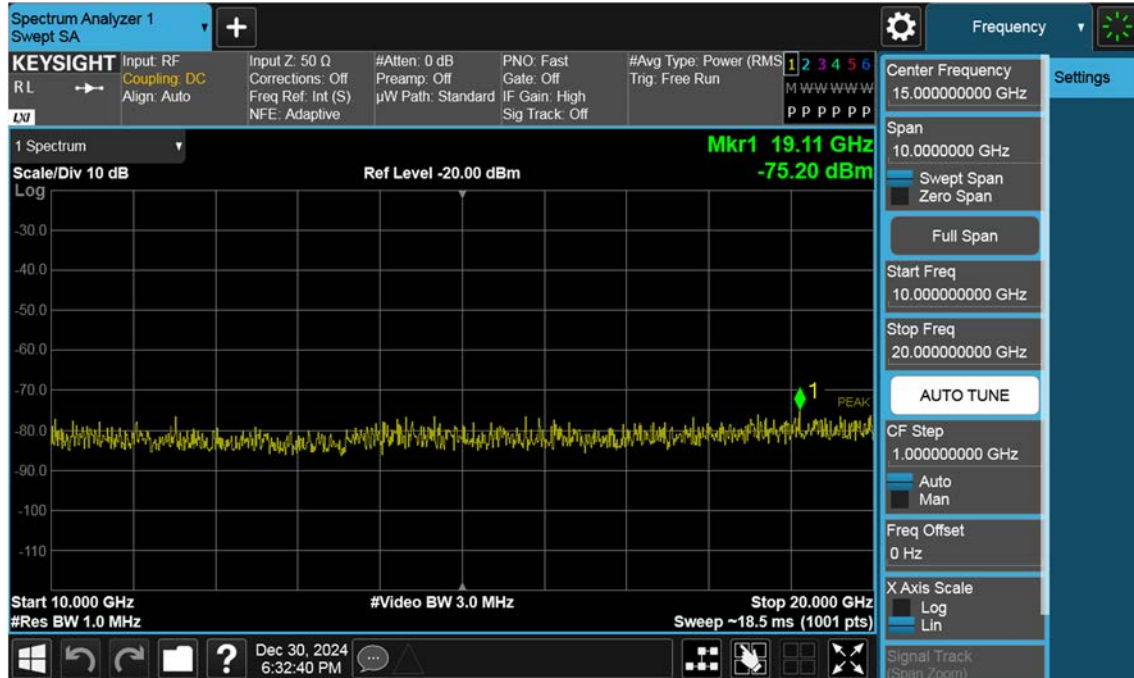 Spectrum Analyzer 1
Swept SA
+
Frequency
KEYSIGHT
RL
LXI
Input: RF
Coupling: DC
Align: Auto
Input Z: 50 Ω
Corrections: Off
Freq Ref: Int (S)
NFE: Adaptive
#Atten: 0 dB
Preamp: Off
µW Path: Standard
PNO: Fast
Gate: Off
IF Gain: High
Sig Track: Off
#Avg Type: Power (RMS
Trig: Free Run
1 2 3 4 5 6
M W W W W W
P P P P P P
1 Spectrum
Mkr1 19.11 GHz
-75.20 dBm
Scale/Div 10 dB
Ref Level -20.00 dBm
Log
-30.0
-40.0
-50.0
-60.0
-70.0
-80.0
-90.0
-100
-110
1
PEAK
Start 10.000 GHz
#Video BW 3.0 MHz
Stop 20.000 GHz
#Res BW 1.0 MHz
Sweep ~18.5 ms (1001 pts)
?
Dec 30, 2024
6:32:40 PM
Center Frequency
15.000000000 GHz
Settings
Span
10.0000000 GHz
Swept Span
Zero Span
Full Span
Start Freq
10.000000000 GHz
Stop Freq
20.000000000 GHz
AUTO TUNE
CF Step
1.000000000 GHz
Auto
Man
Freq Offset
0 Hz
X Axis Scale
Log
Lin
Signal Track
(Span Zoom)